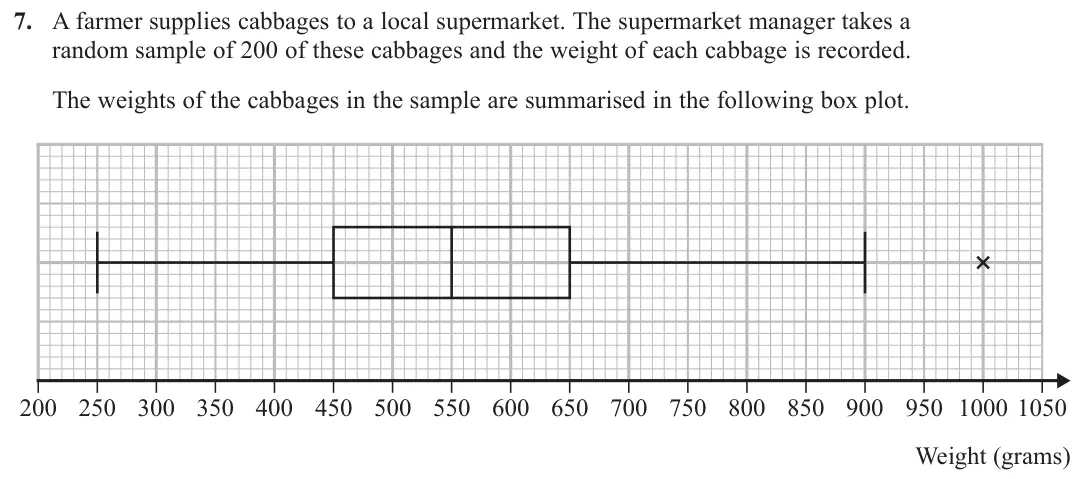 7. A farmer supplies cabbages to a local supermarket. The supermarket manager takes a
random sample of 200 of these cabbages and the weight of each cabbage is recorded.
The weights of the cabbages in the sample are summarised in the following box plot.
200 250 300 350 400 450 500 550 600 650 700 750 800 850 900 950 1000 1050
Weight (grams)